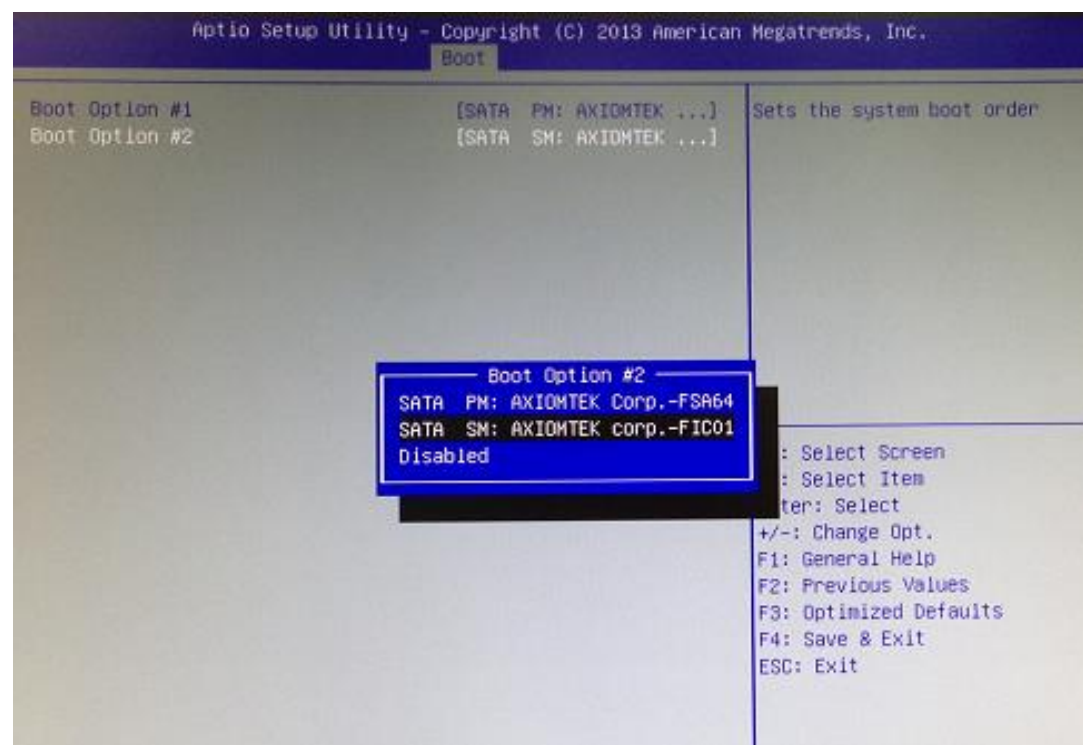 Aptio Setup Utility – Copyright (C) 2013 American Megatrends, Inc.
Boot
Boot Option #1 [SATA PM: AXIOMTEK ...]
Boot Option #2 [SATA SM: AXIOMTEK ...]
Sets the system boot order
Boot Option #2
SATA PM: AXIOMTEK Corp.-FSA64
SATA SM: AXIOMTEK corp.-FICO1
Disabled
: Select Screen
: Select Item
ter: Select
+/-: Change Opt.
F1: General Help
F2: Previous Values
F3: Optimized Defaults
F4: Save & Exit
ESC: Exit